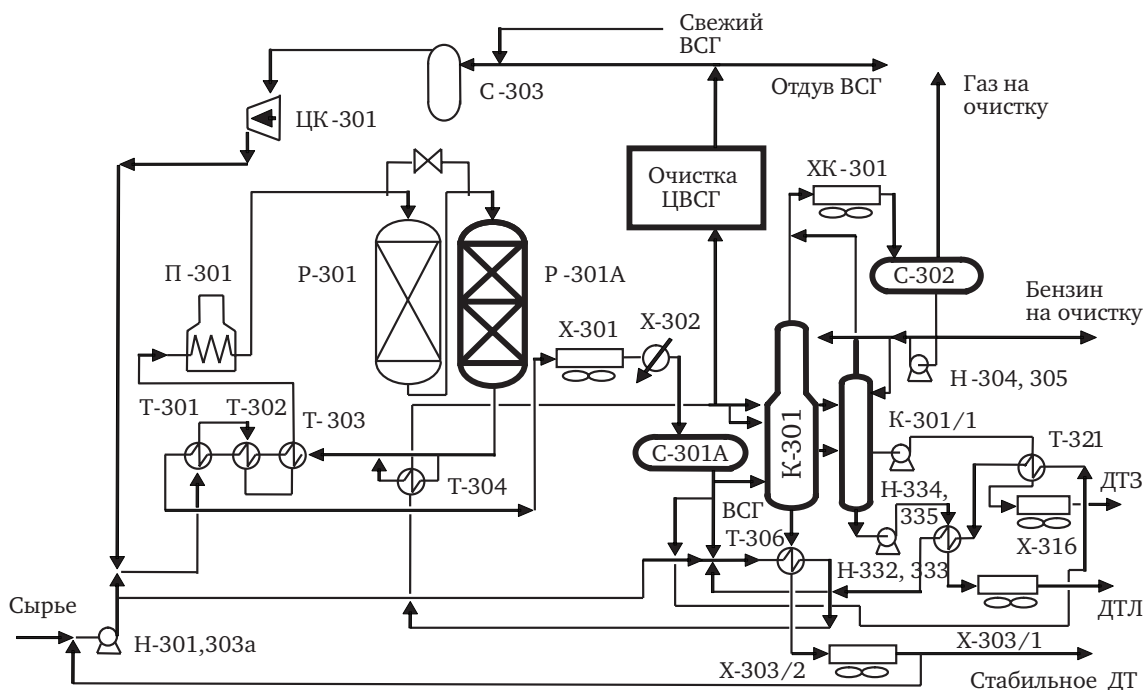 Свежий
ВСГ
Отдув ВСГ
С-303
ЦК-301
Газ на
очистку
Очистка
ЦВСГ
ХК-301
П-301
Р-301
Р-301А
С-302
Бензин
на очистку
Х-301
Х-302
Н-304, 305
Т-301
Т-302
Т-303
К-301
К-301/1
С-301А
Т-321
Т-304
ВСГ
Н-334,
335
ДТЗ
Х-316
Т-306
Н-332, 333
Сырье
ДТЛ
Н-301,303а
Х-303/1
Х-303/2
Стабильное ДТ